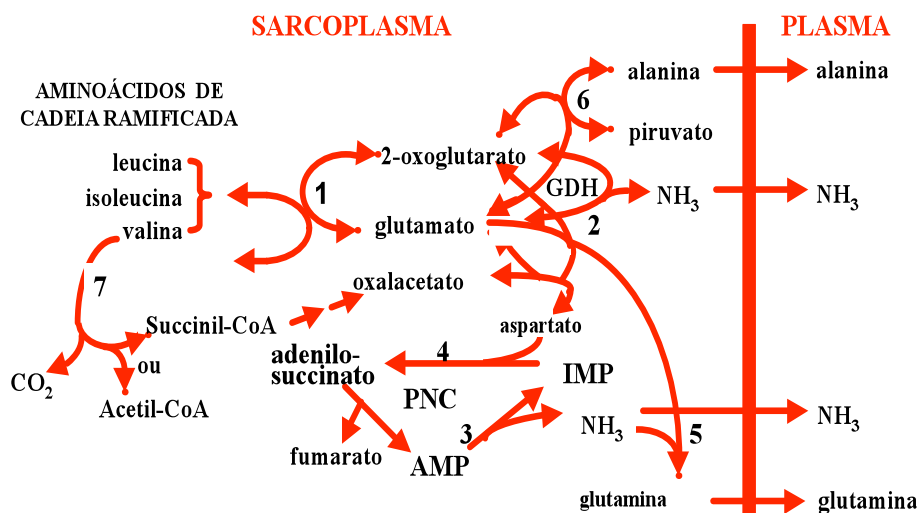 SARCOPLASMA
PLASMA
AMINOÁCIDOS DE
CADEIA RAMIFICADA
leucina
isoleucina
valina
7
CO2
ou
Acetil-CoA
Succinil-CoA
1
2-oxoglutarato
glutamato
oxalacetato
alanina
6
piruvato
GDH
NH3
2
aspartato
4
adenilo-
succinato
PNC
IMP
fumarato
AMP
3
NH3
5
glutamina
alanina
NH3
NH3
glutamina